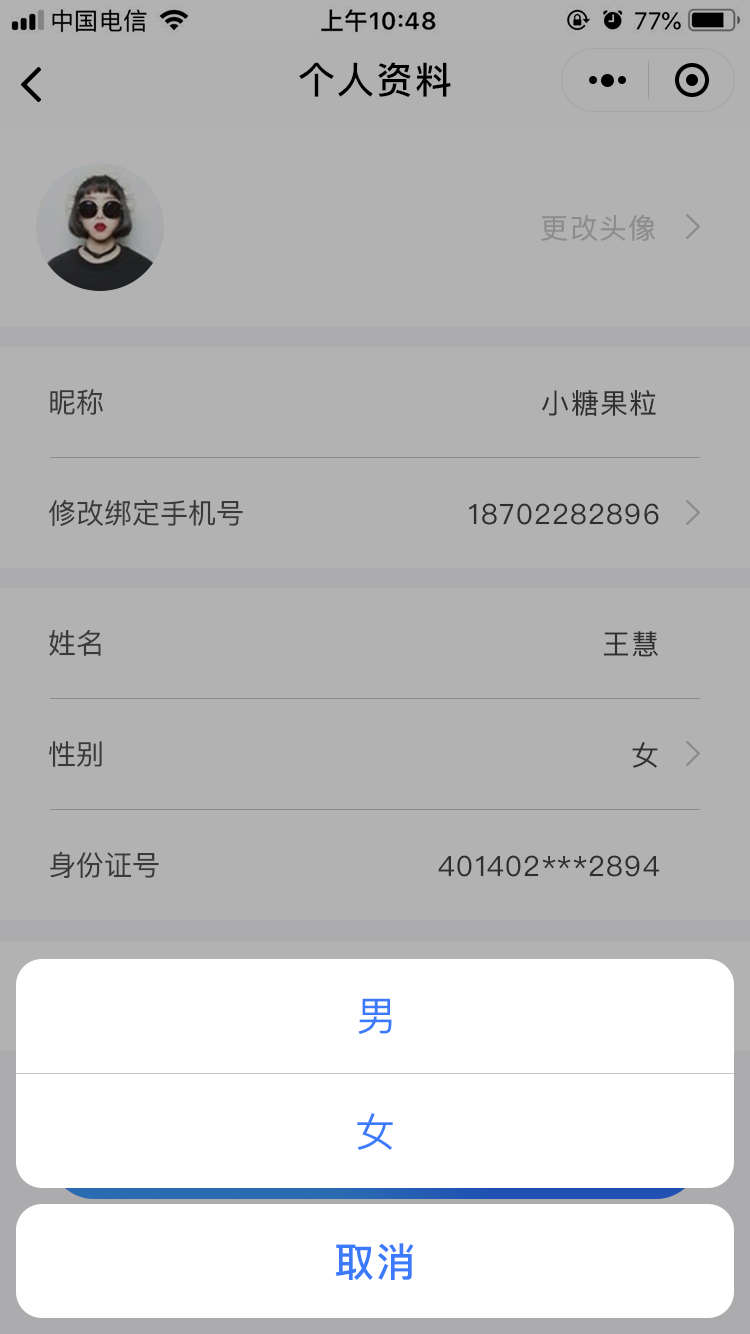 中国电信 上午10:48 77%
个人资料
更改头像
昵称 小糖果粒
修改绑定手机号 18702282896
姓名 王慧
性别 女
身份证号 401402***2894
男
女
取消